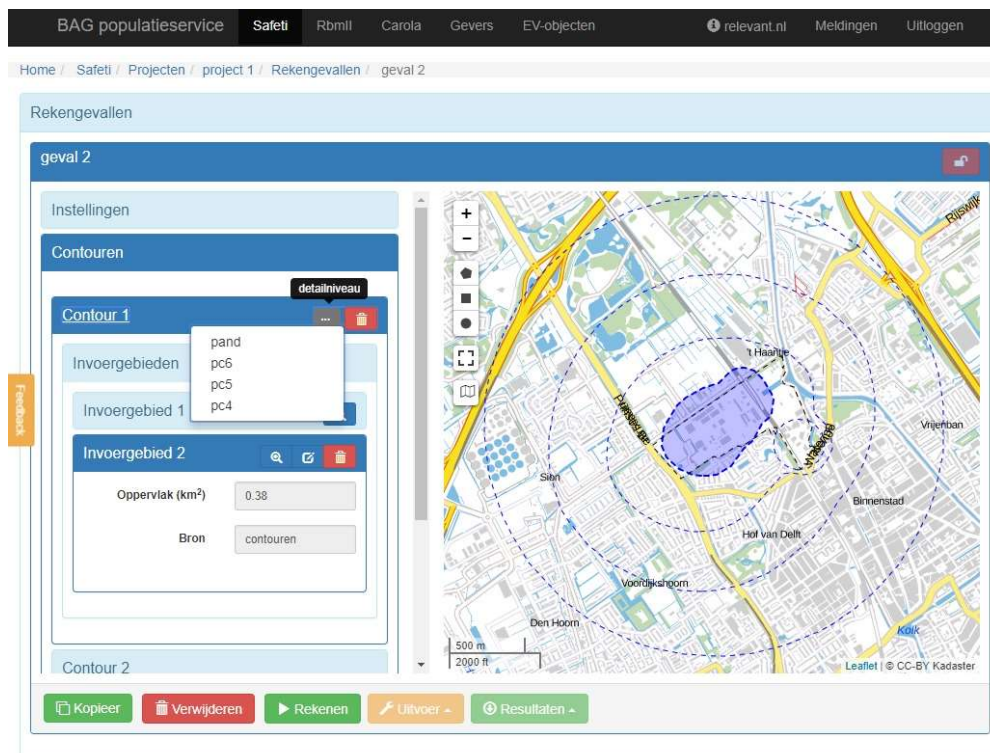 BAG populatieservice Safeti RbmII Carola Gevers EV-objecten relevant.nl Meldingen Uitloggen
Home / Safeti / Projecten / project 1 / Rekengevallen / geval 2
Rekengevallen
geval 2
Instellingen
Contouren
detailniveau
Contour 1 ...
pand
pc6
pc5
pc4
Invoergebieden
Invoergebied 1
Invoergebied 2
Oppervlak (km²) 0.38
Bron contouren
Contour 2
Feedback
+
−
Rijswijk
't Haantje
Vrijenban
Sion
Binnenstad
Hof van Delft
Voordijkshoorn
Den Hoorn
Kolk
500 m
2000 ft
Leaflet | © CC-BY Kadaster
Kopieer Verwijderen Rekenen Uitvoer Resultaten